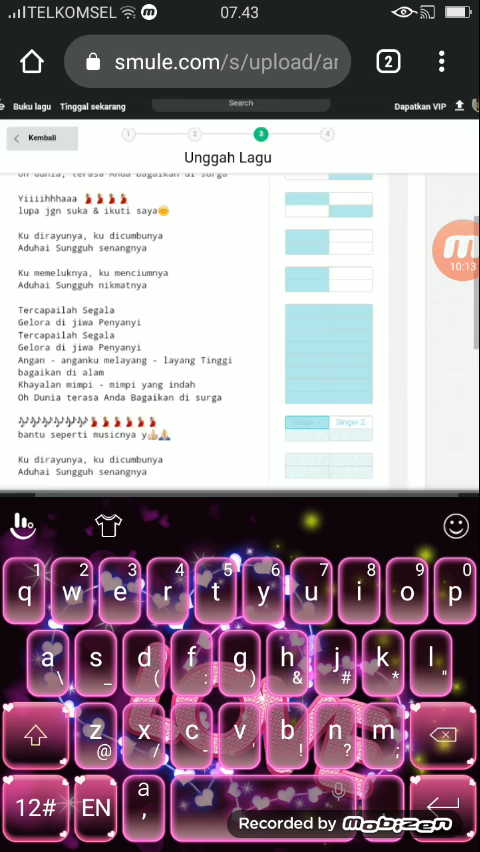 TELKOMSEL 07.43
smule.com/s/upload/ar 2
e Buku lagu Tinggal sekarang Search Dapatkan VIP
Kembali 1 2 3 4
Unggah Lagu
Oh dunia, terasa Anda bagaikan di surga
Yiiiihhhaaa 💃💃💃💃
lupa jgn suka & ikuti saya😊
Ku dirayunya, ku dicumbunya
Aduhai Sungguh senangnya
Ku memeluknya, ku menciumnya
Aduhai Sungguh nikmatnya
10:13
Tercapailah Segala
Gelora di jiwa Penyanyi
Tercapailah Segala
Gelora di jiwa Penyanyi
Angan - anganku melayang - layang Tinggi
bagaikan di alam
Khayalan mimpi - mimpi yang indah
Oh Dunia terasa Anda Bagaikan di surga
🎶🎶🎶🎶🎶🎶💃💃💃💃💃💃 Singer 2
bantu seperti musicnya y👍🙏
Ku dirayunya, ku dicumbunya
Aduhai Sungguh senangnya
1 2 3 4 5 6 7 8 9 0
q w e r t y u i o p
a s d f g h j k l
\ _ ( : ) & # * "
z x c v b n m
@ / - ' ! ? ;
12# EN a ,
Recorded by mobizen